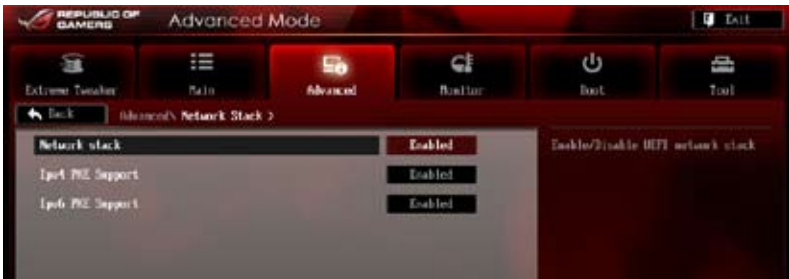 REPUBLIC OF
GAMERS
Advanced Mode
Exit
Extreme Tweaker
Main
Advanced
Monitor
Boot
Tool
Back
Advanced\ Network Stack >
Network stack
Enabled
Enable/Disable UEFI network stack
Ipv4 PXE Support
Enabled
Ipv6 PXE Support
Enabled